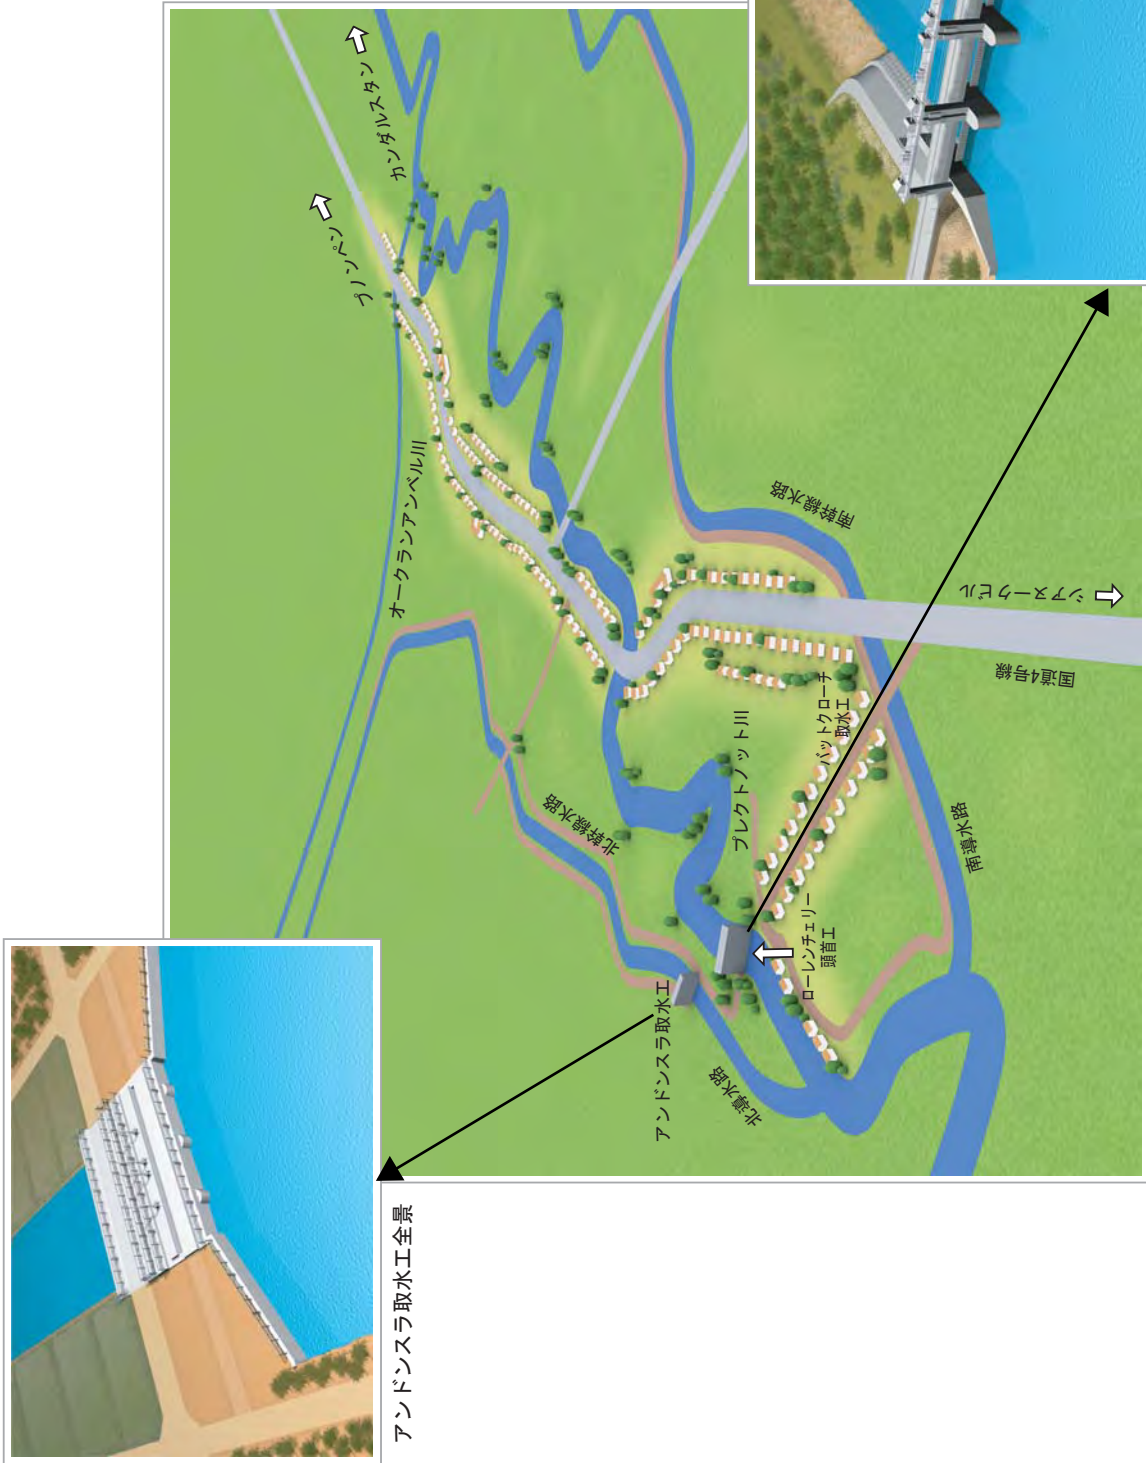 カンダルスタン
プノンペン
オークランアンベル川
南幹線水路
シアヌークビル
国道4号線
バットクローチ
取水工
北幹線水路
プレクトノット川
南導水路
ローレンチェリー
頭首工
アンドンスラ取水工
北導水路
アンドンスラ取水工全景